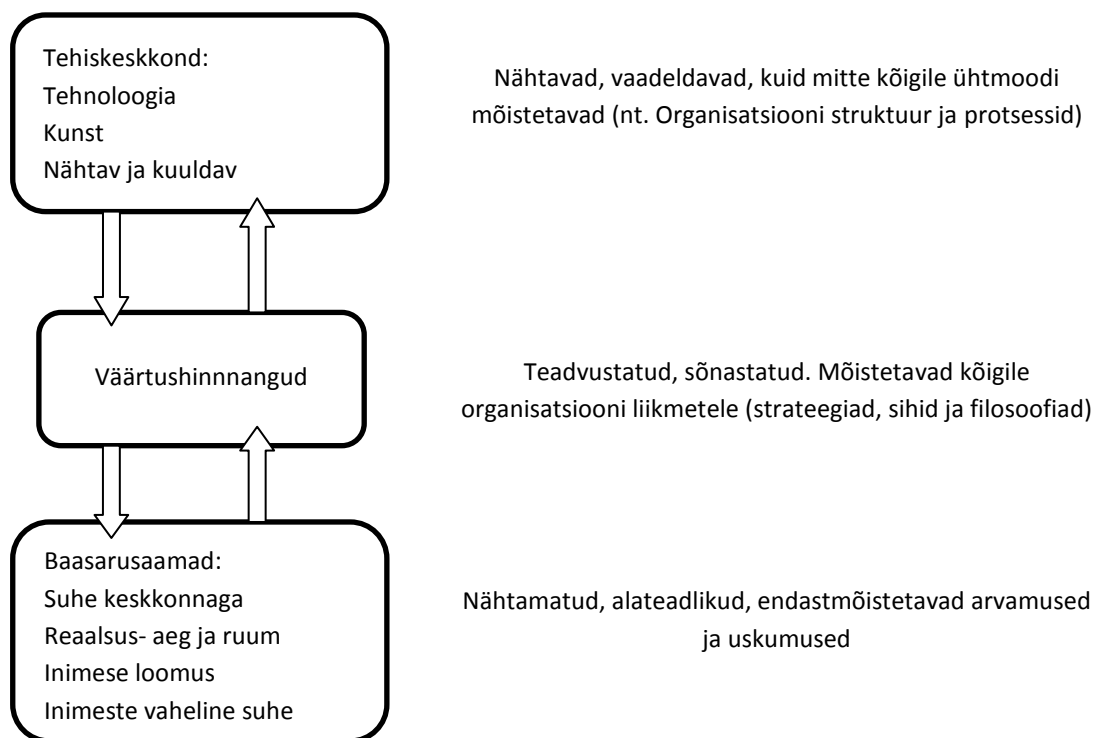 Tehiskeskkond:
Tehnoloogia
Kunst
Nähtav ja kuuldav
Nähtavad, vaadeldavad, kuid mitte kõigile ühtmoodi
mõistetavad (nt. Organisatsiooni struktuur ja protsessid)
Väärtushinnnangud
Teadvustatud, sõnastatud. Mõistetavad kõigile
organisatsiooni liikmetele (strateegiad, sihid ja filosoofiad)
Baasarusaamad:
Suhe keskkonnaga
Reaalsus- aeg ja ruum
Inimese loomus
Inimeste vaheline suhe
Nähtamatud, alateadlikud, endastmõistetavad arvamused
ja uskumused